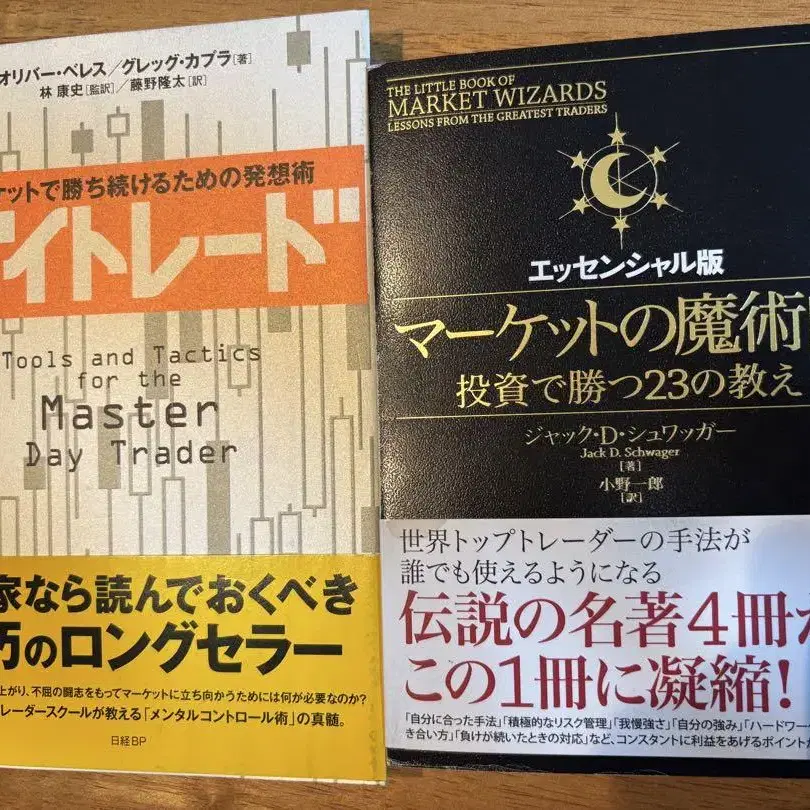 オリバー・ベレス／グレッグ・カプラ[著]
林 康史[監訳]／藤野隆太[訳]
ケットで勝ち続けるための発想術
イトレード
Tools and Tactics
for the
Master
Day Trader
家なら読んでおくべき
朽のロングセラー
上がり、不屈の闘志をもってマーケットに立ち向かうためには何が必要なのか?
レーダースクールが教える「メンタルコントロール術」の真髄。
日経BP
THE LITTLE BOOK OF
MARKET WIZARDS
LESSONS FROM THE GREATEST TRADERS
エッセンシャル版
マーケットの魔術
投資で勝つ23の教え
ジャック・D・シュワッガー
Jack D. Schwager
[著]
小野一郎
[訳]
世界トップトレーダーの手法が
誰でも使えるようになる
伝説の名著4冊が
この1冊に凝縮!
「自分に合った手法」「積極的なリスク管理」「我慢強さ」「自分の強み」「ハードワー
き合い方」「負けが続いたときの対応」など、コンスタントに利益をあげるポイントが